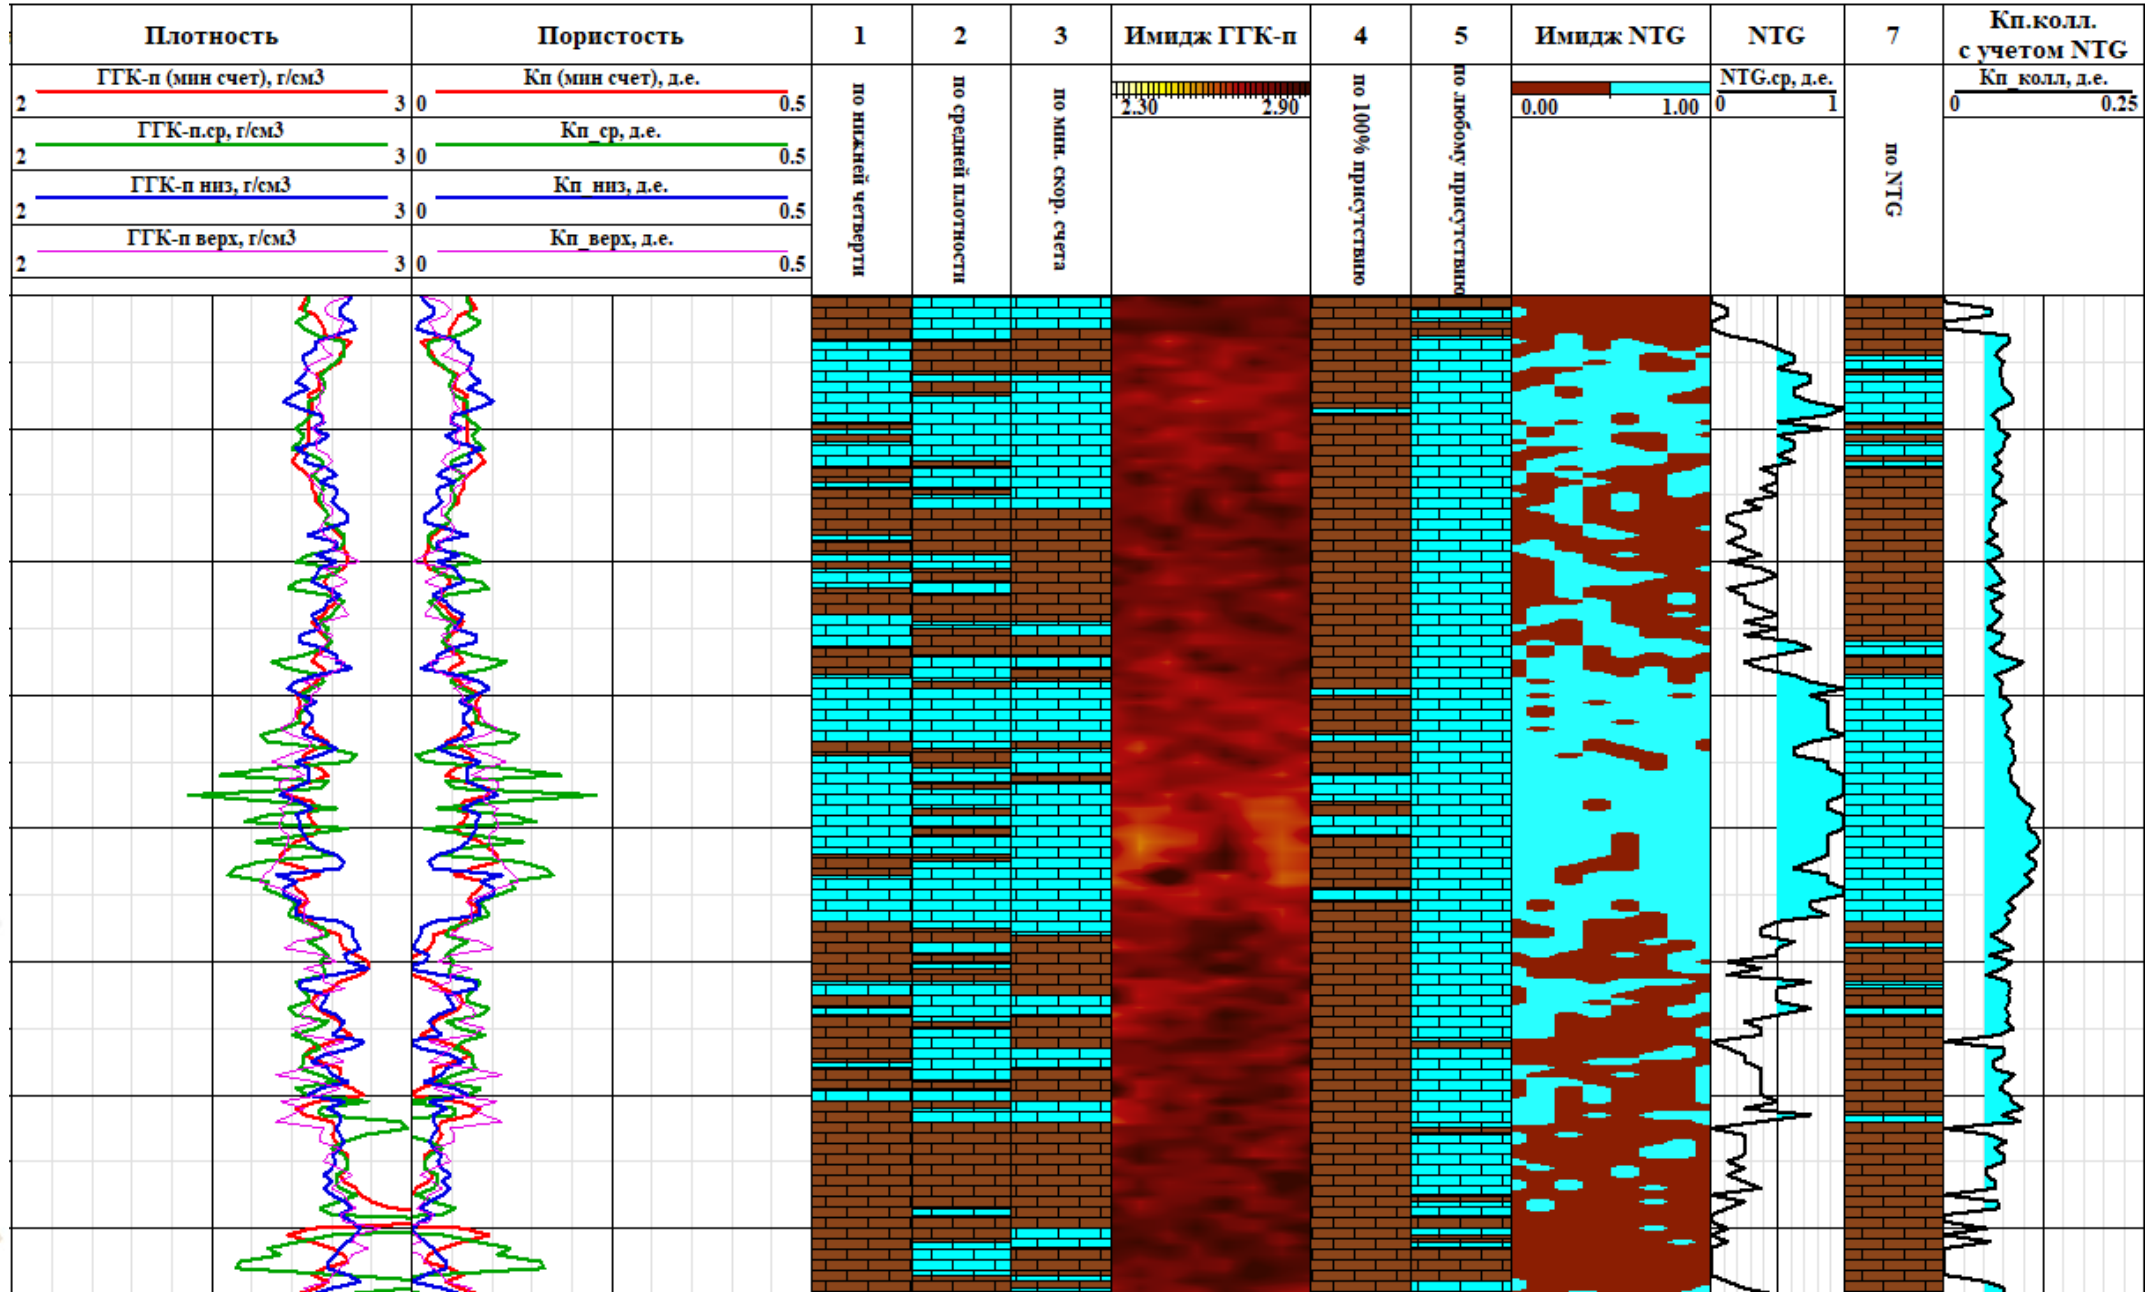 Плотность
Пористость
1
2
3
Имидж ГГК-п
4
5
Имидж NTG
NTG
7
Кп.колл.
с учетом NTG
ГГК-п (мин счет), г/см3
2 3
ГГК-п.ср, г/см3
2 3
ГГК-п низ, г/см3
2 3
ГГК-п верх, г/см3
2 3
Кп (мин счет), д.е.
0 0.5
Кп_ср, д.е.
0 0.5
Кп_низ, д.е.
0 0.5
Кп_верх, д.е.
0 0.5
по нижней четверти
по средней плотности
по мин. скор. счета
2.30 2.90
по 100% присутствию
по любому присутствию
0.00 1.00
NTG.ср, д.е.
0 1
по NTG
Кп_колл, д.е.
0 0.25